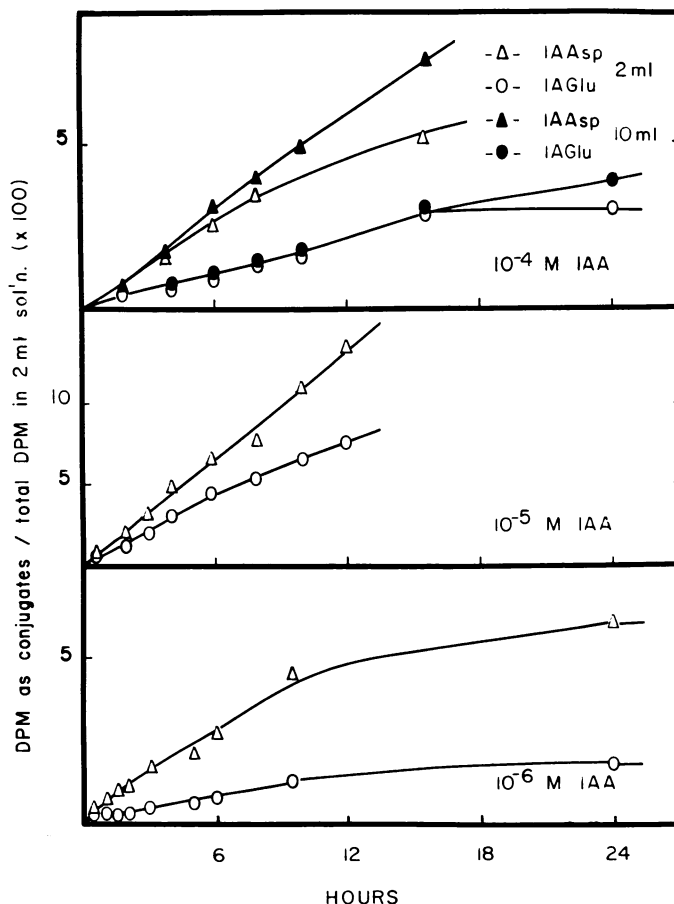 -△- IAAsp
2 ml
-O- IAGlu
-▲- IAAsp
10 ml
-●- IAGlu
5
10⁻⁴ M IAA
10
5
10⁻⁵ M IAA
5
10⁻⁶ M IAA
6 12 18 24
HOURS
DPM as conjugates / total DPM in 2 ml sol'n. (x 100)